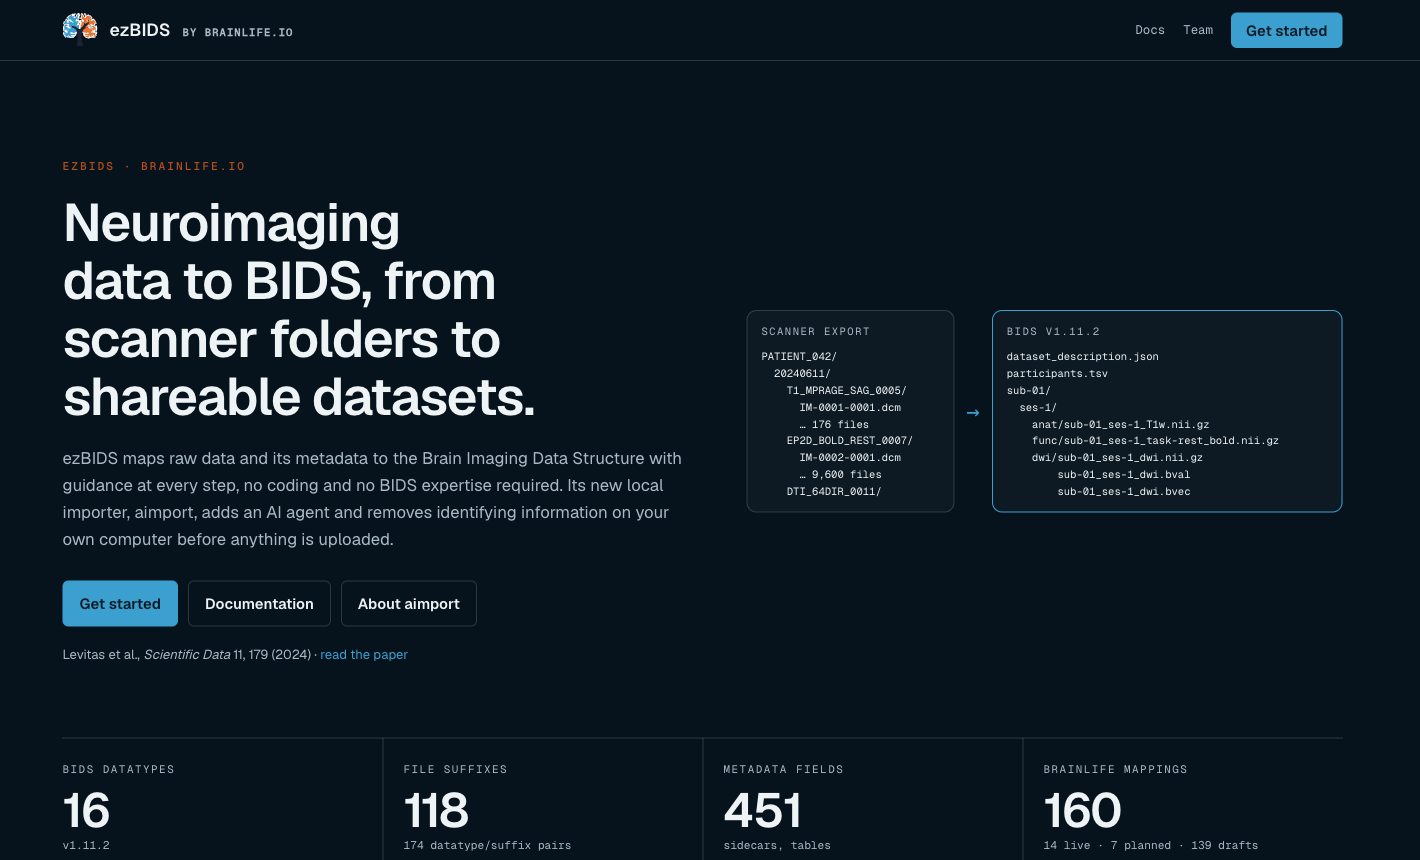 ezBIDS BY BRAINLIFE.IO
Docs Team Get started
EZBIDS · BRAINLIFE.IO
Neuroimaging
data to BIDS, from
scanner folders to
shareable datasets.
ezBIDS maps raw data and its metadata to the Brain Imaging Data Structure with
guidance at every step, no coding and no BIDS expertise required. Its new local
importer, aimport, adds an AI agent and removes identifying information on your
own computer before anything is uploaded.
Get started Documentation About aimport
Levitas et al., Scientific Data 11, 179 (2024) · read the paper
SCANNER EXPORT
PATIENT_042/
20240611/
T1_MPRAGE_SAG_0005/
IM-0001-0001.dcm
… 176 files
EP2D_BOLD_REST_0007/
IM-0002-0001.dcm
… 9,600 files
DTI_64DIR_0011/
→
BIDS V1.11.2
dataset_description.json
participants.tsv
sub-01/
ses-1/
anat/sub-01_ses-1_T1w.nii.gz
func/sub-01_ses-1_task-rest_bold.nii.gz
dwi/sub-01_ses-1_dwi.nii.gz
sub-01_ses-1_dwi.bval
sub-01_ses-1_dwi.bvec
BIDS DATATYPES
16
v1.11.2
FILE SUFFIXES
118
174 datatype/suffix pairs
METADATA FIELDS
451
sidecars, tables
BRAINLIFE MAPPINGS
160
14 live · 7 planned · 139 drafts